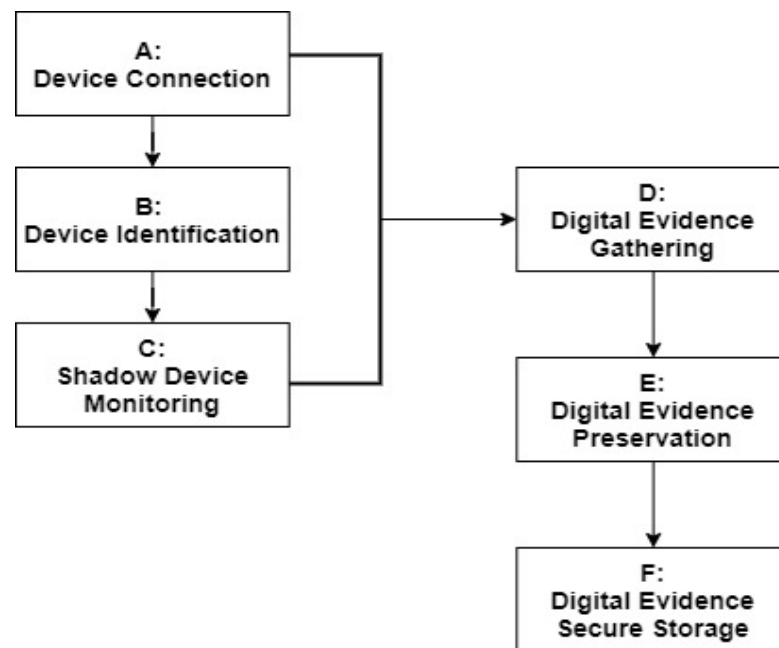 A:
Device Connection
B:
Device Identification
C:
Shadow Device
Monitoring
D:
Digital Evidence
Gathering
E:
Digital Evidence
Preservation
F:
Digital Evidence
Secure Storage